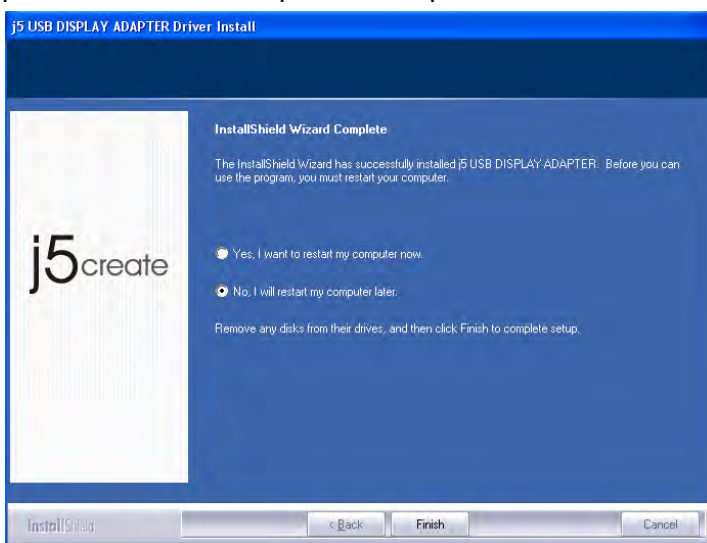 j5 USB DISPLAY ADAPTER Driver Install
InstallShield Wizard Complete
The InstallShield Wizard has successfully installed j5 USB DISPLAY ADAPTER. Before you can
use the program, you must restart your computer.
j5create
Yes, I want to restart my computer now.
No, I will restart my computer later.
Remove any disks from their drives, and then click Finish to complete setup.
InstallShield
< Back
Finish
Cancel